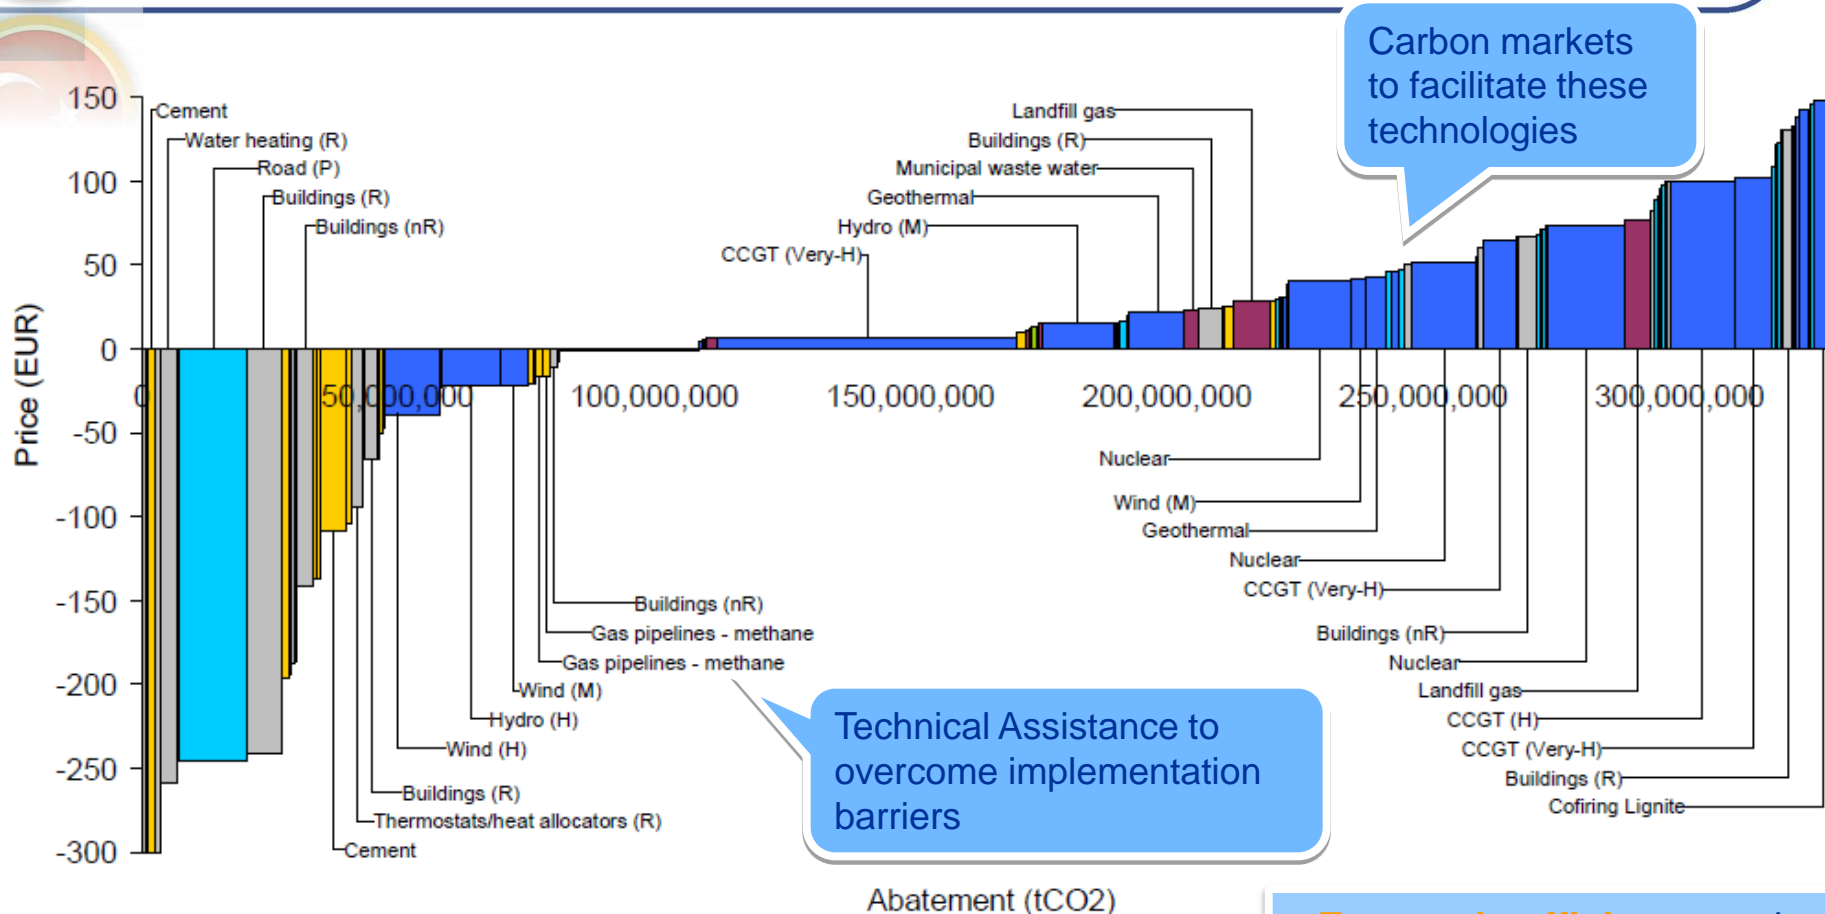 Carbon markets
to facilitate these
technologies
150
100
50
0
-50
-100
-150
-200
-250
-300
Price (EUR)
Cement
Water heating (R)
Road (P)
Buildings (R)
Buildings (nR)
Landfill gas
Buildings (R)
Municipal waste water
Geothermal
Hydro (M)
CCGT (Very-H)
0
50,000,000
100,000,000
150,000,000
200,000,000
250,000,000
300,000,000
Nuclear
Wind (M)
Geothermal
Nuclear
CCGT (Very-H)
Buildings (nR)
Nuclear
Landfill gas
CCGT (H)
CCGT (Very-H)
Buildings (R)
Cofiring Lignite
Buildings (nR)
Gas pipelines - methane
Gas pipelines - methane
Wind (M)
Hydro (H)
Wind (H)
Buildings (R)
Thermostats/heat allocators (R)
Cement
Technical Assistance to
overcome implementation
barriers
Abatement (tCO2)